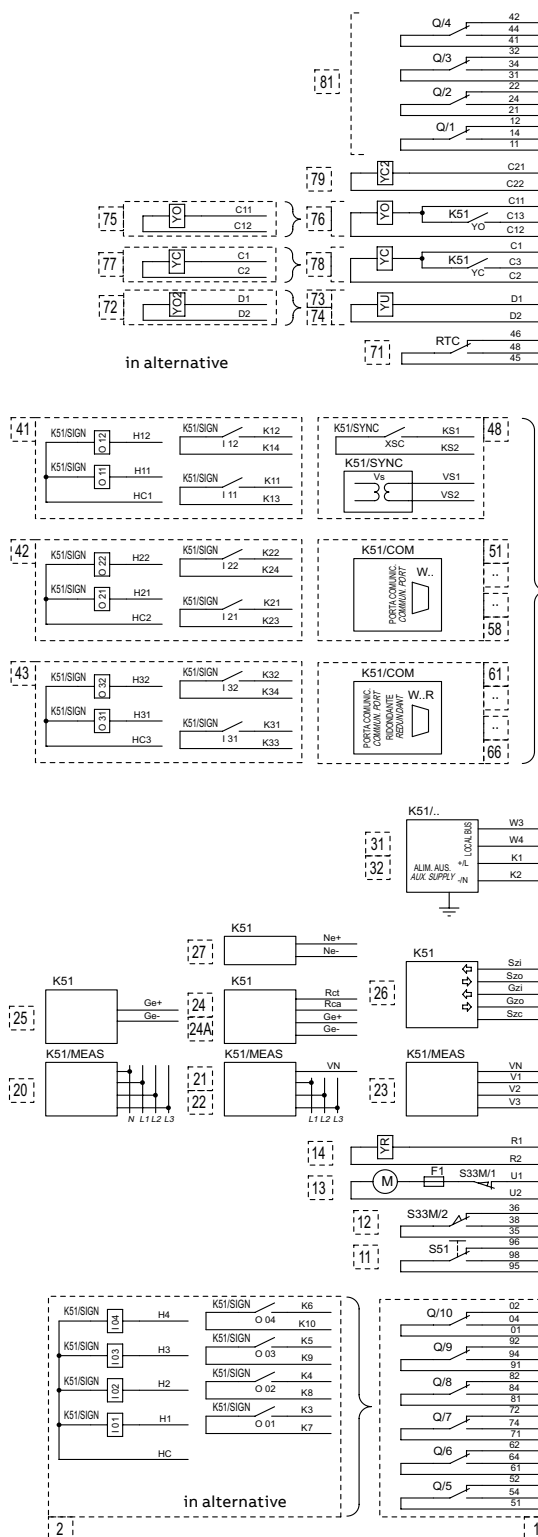 Q/4 42
44
41
Q/3 32
34
31
81
Q/2 22
24
21
Q/1 12
14
11
79 YC2 C21
C22
75 YO C11
C12
76 YO C11
K51 C13
YO C12
77 YC C1
C2
78 YC C1
K51 C3
YC C2
72 YO2 D1
D2
73
74
YU D1
D2
in alternative
71 RTC 46
48
45
41 K51/SIGN O 12 H12
K51/SIGN O 11 H11
HC1
K51/SIGN K12
I 12 K14
K51/SIGN K11
I 11 K13
48
K51/SYNC KS1
XSC KS2
K51/SYNC
Vs VS1
VS2
42 K51/SIGN O 22 H22
K51/SIGN O 21 H21
HC2
K51/SIGN K22
I 22 K24
K51/SIGN K21
I 21 K23
K51/COM
PORTA COMUNIC.
COMMUN. PORT
W..
51
..
..
58
43 K51/SIGN O 32 H32
K51/SIGN O 31 H31
HC3
K51/SIGN K32
I 32 K34
K51/SIGN K31
I 31 K33
K51/COM
PORTA COMUNIC.
COMMUN. PORT
RIDONDANTE
REDUNDANT
W..R
61
..
..
66
31
32
K51/..
LOCAL BUS
W3
W4
ALIM. AUS. +/L K1
AUX. SUPPLY -/N K2
27 K51 Ne+
Ne-
25 K51 Ge+
Ge-
24
24A
K51 Rct
Rca
Ge+
Ge-
26 K51 Szi
Szo
Gzi
Gzo
Szc
20 K51/MEAS
N L1 L2 L3
21
22
K51/MEAS VN
L1 L2 L3
23 K51/MEAS VN
V1
V2
V3
14 YR R1
R2
13 M F1 S33M/1 U1
U2
12 S33M/2 36
38
35
11 S51 96
98
95
K51/SIGN I 04 H4
K51/SIGN I 03 H3
K51/SIGN I 02 H2
K51/SIGN I 01 H1
HC
K51/SIGN K6
O 04 K10
K51/SIGN K5
O 03 K9
K51/SIGN K4
O 02 K8
K51/SIGN K3
O 01 K7
in alternative
2
Q/10 02
04
01
Q/9 92
94
91
Q/8 82
84
81
Q/7 72
74
71
Q/6 62
64
61
Q/5 52
54
51
1